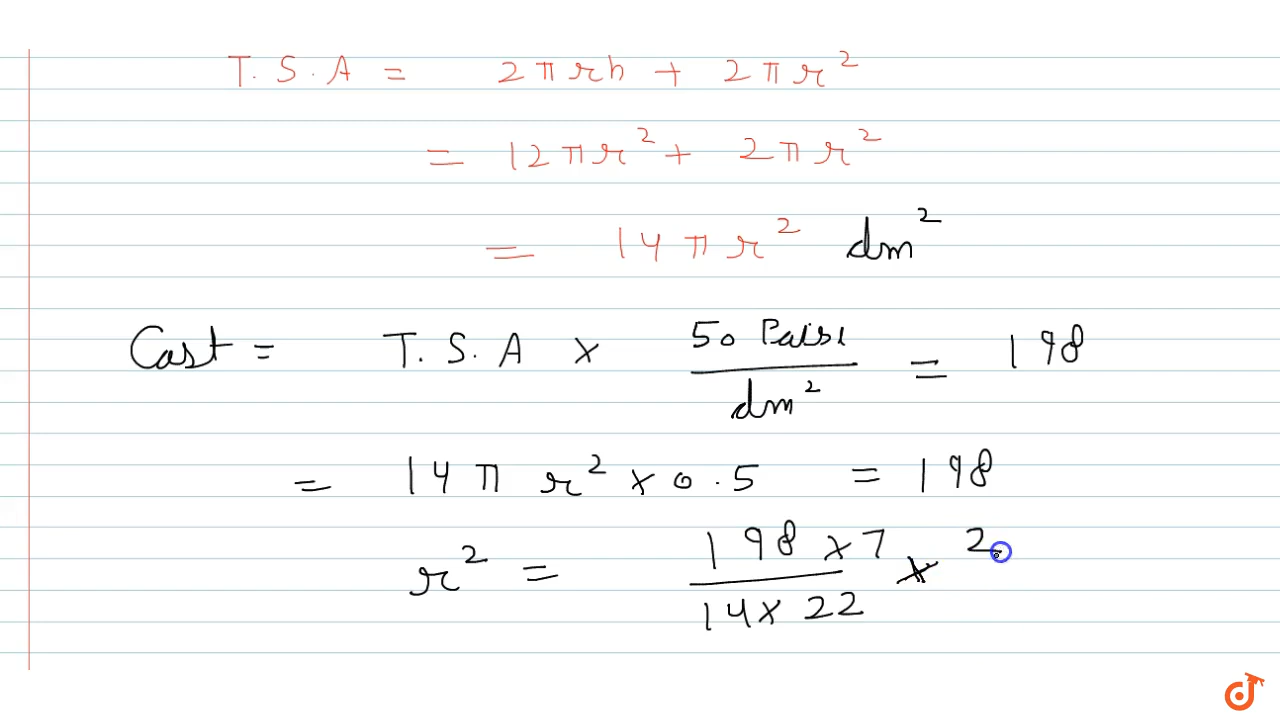 T. S. A = 2πrh + 2πr²
= 12πr² + 2πr²
= 14πr² dm²
Cost = T. S. A × 50 Paise / dm² = 198
= 14 π r² × 0.5 = 198
r² = 198 × 7 / 14 × 22 × 2